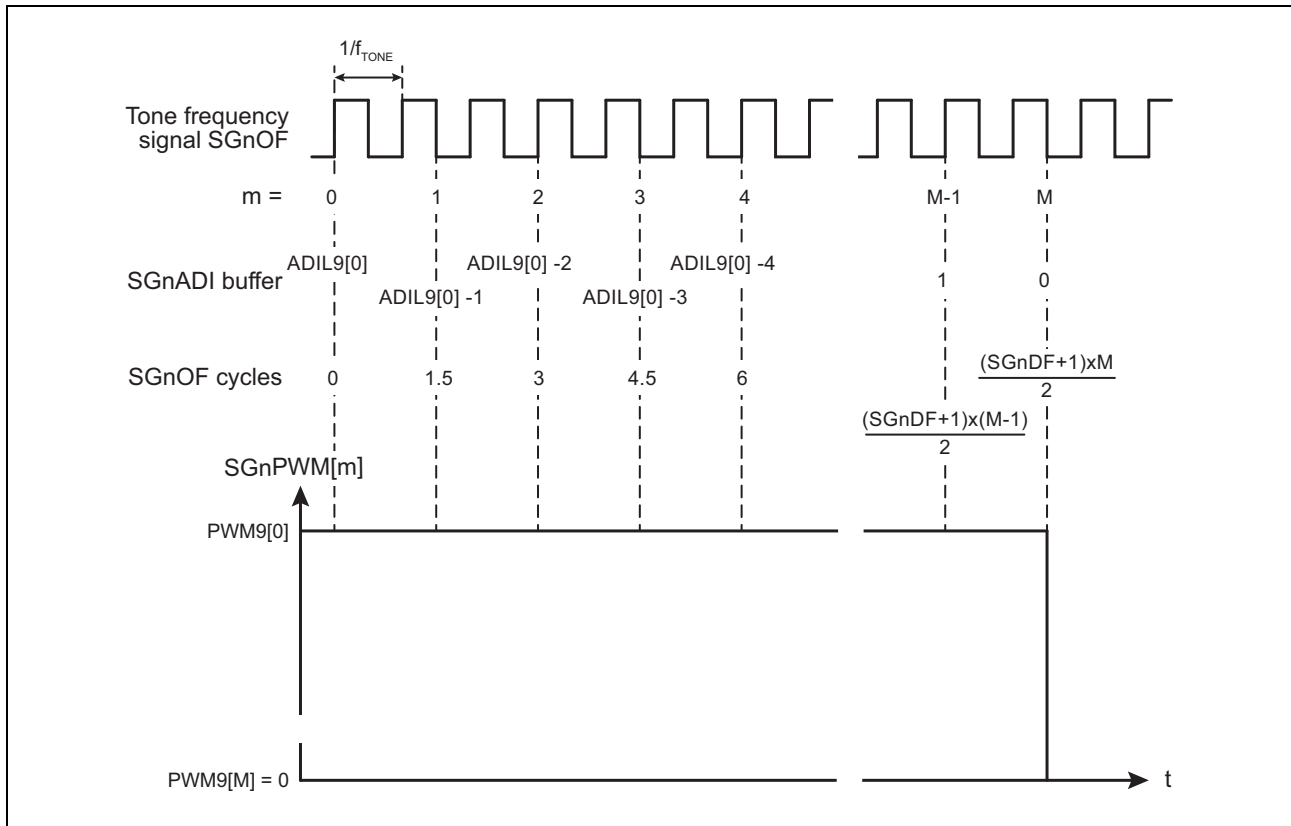 1/fTONE
Tone frequency
signal SGnOF
m = 0 1 2 3 4 M-1 M
SGnADI buffer
ADIL9[0] ADIL9[0] -2 ADIL9[0] -4
ADIL9[0] -1 ADIL9[0] -3
1 0
SGnOF cycles 0 1.5 3 4.5 6
(SGnDF+1)xM
2
(SGnDF+1)x(M-1)
2
SGnPWM[m]
PWM9[0]
PWM9[M] = 0
t